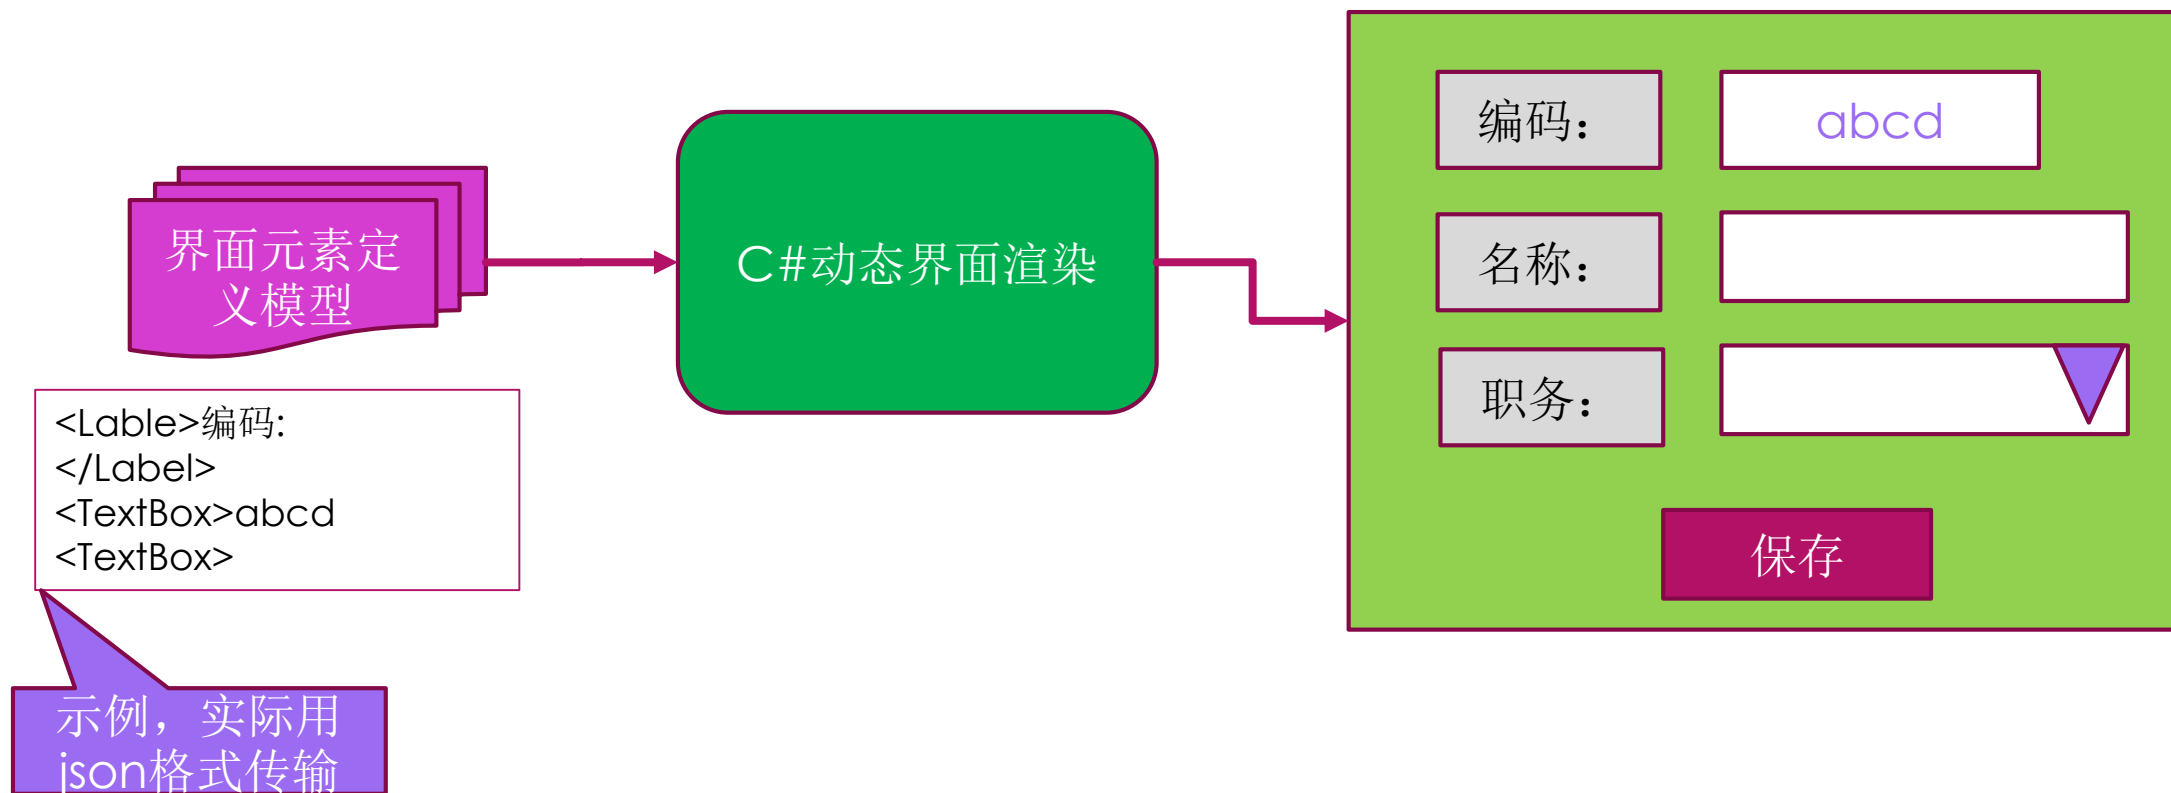 界面元素定
义模型
<Lable>编码:
</Label>
<TextBox>abcd
<TextBox>
示例，实际用
json格式传输
C#动态界面渲染
编码：
abcd
名称：
职务：
保存